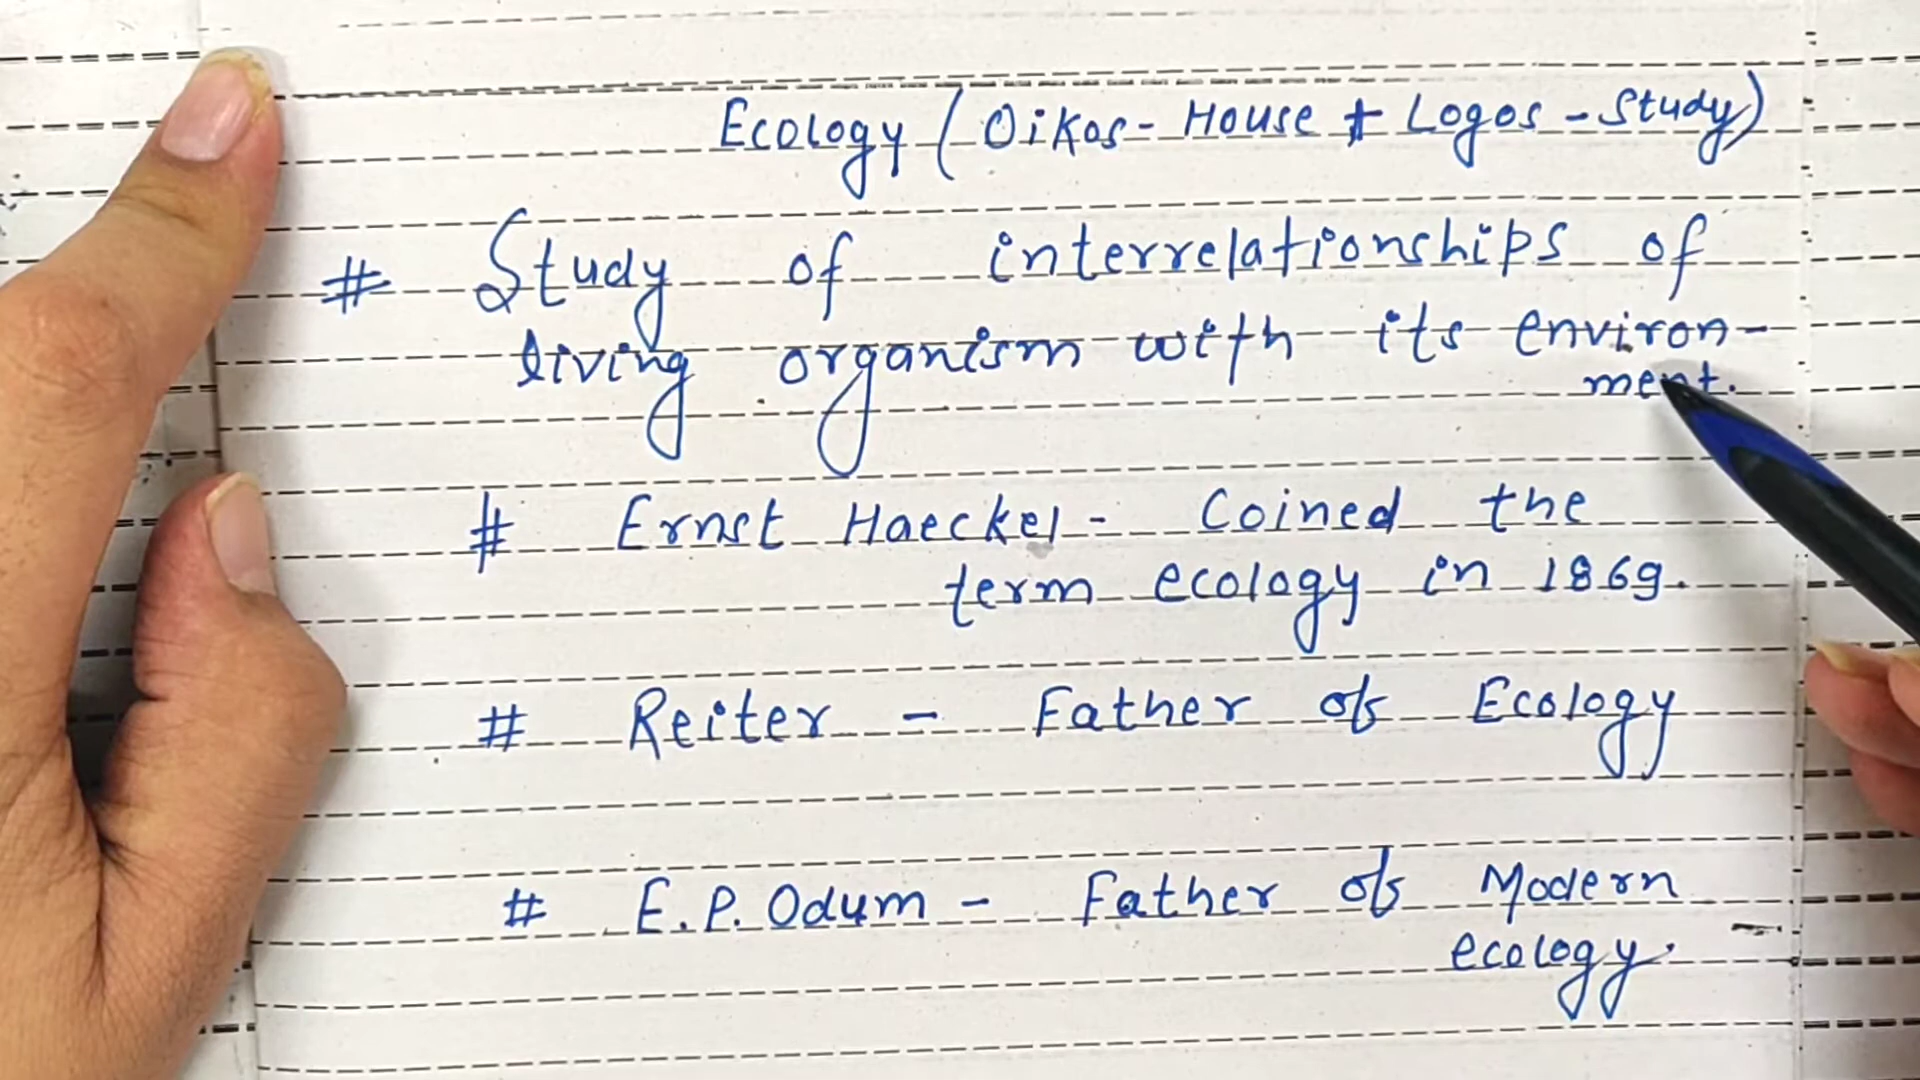 Ecology (Oikos - House + Logos - Study)
# Study of interrelationships of
living organism with its environ-
ment.
# Ernst Haeckel - Coined the
term ecology in 1869.
# Reiter - Father of Ecology
# E.P. Odum - Father of Modern
ecology.